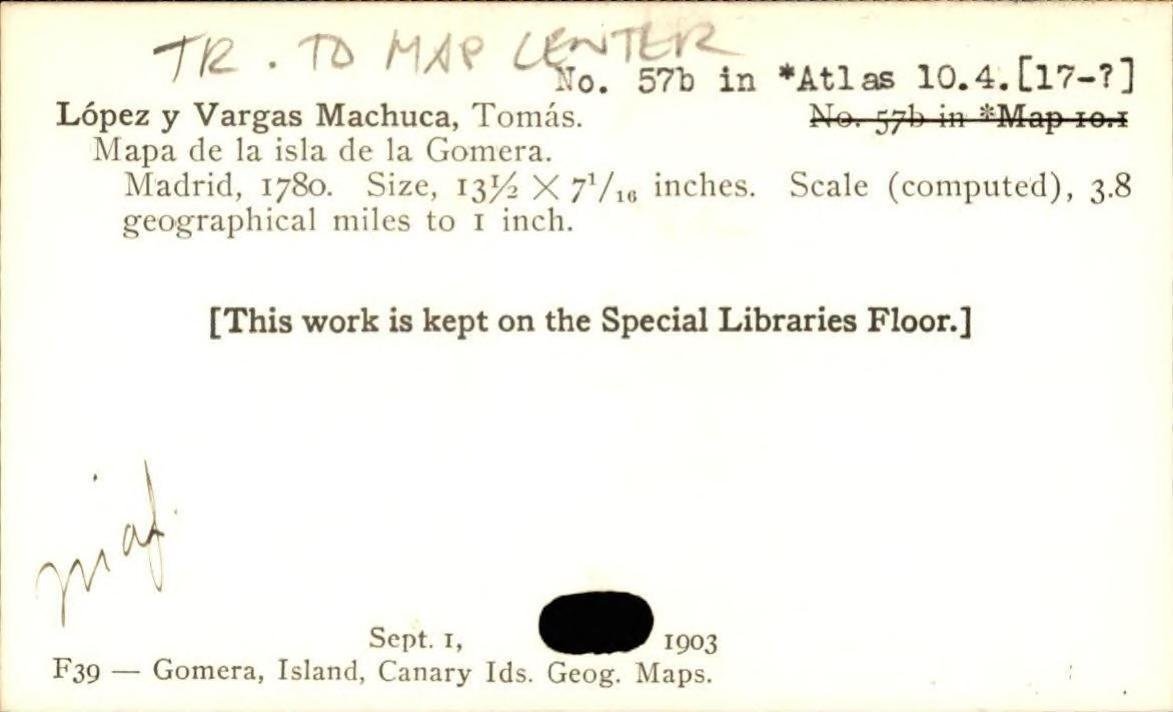 TR. TO MAP CENTER
No. 57b in *Atlas 10.4.[17-?]
López y Vargas Machuca, Tomás. No. 57b in *Map 10.1
Mapa de la isla de la Gomera.
Madrid, 1780. Size, 13½ X 7¹/₁₆ inches. Scale (computed), 3.8
geographical miles to 1 inch.
[This work is kept on the Special Libraries Floor.]
Sept. 1, 1903
F39 — Gomera, Island, Canary Ids. Geog. Maps.